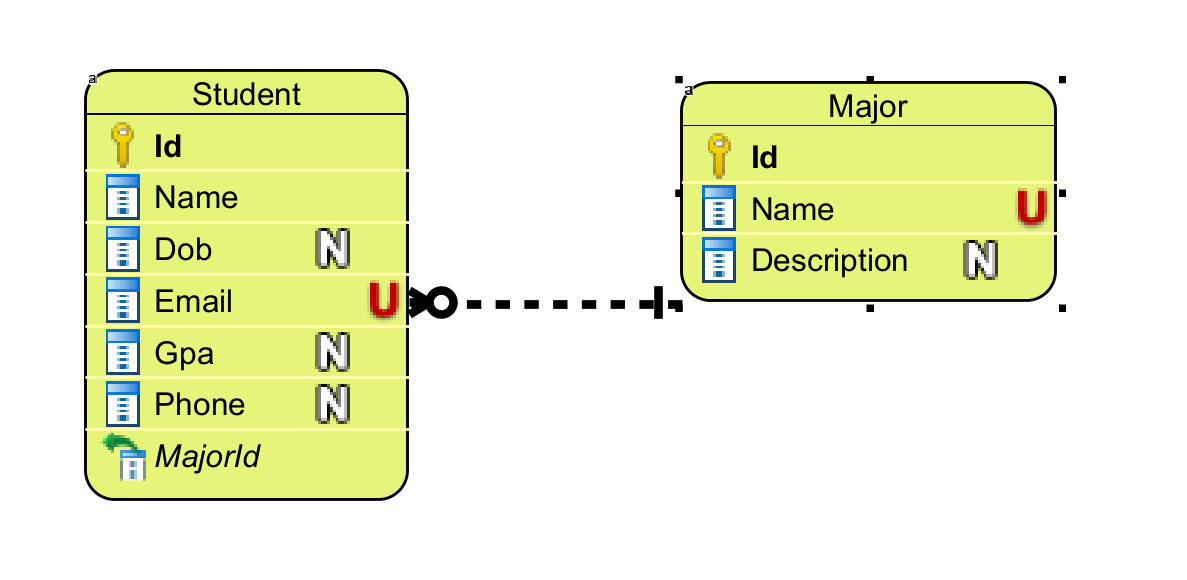 a
Student
Id
Name
Dob N
Email U
Gpa N
Phone N
MajorId
a
Major
Id
Name U
Description N